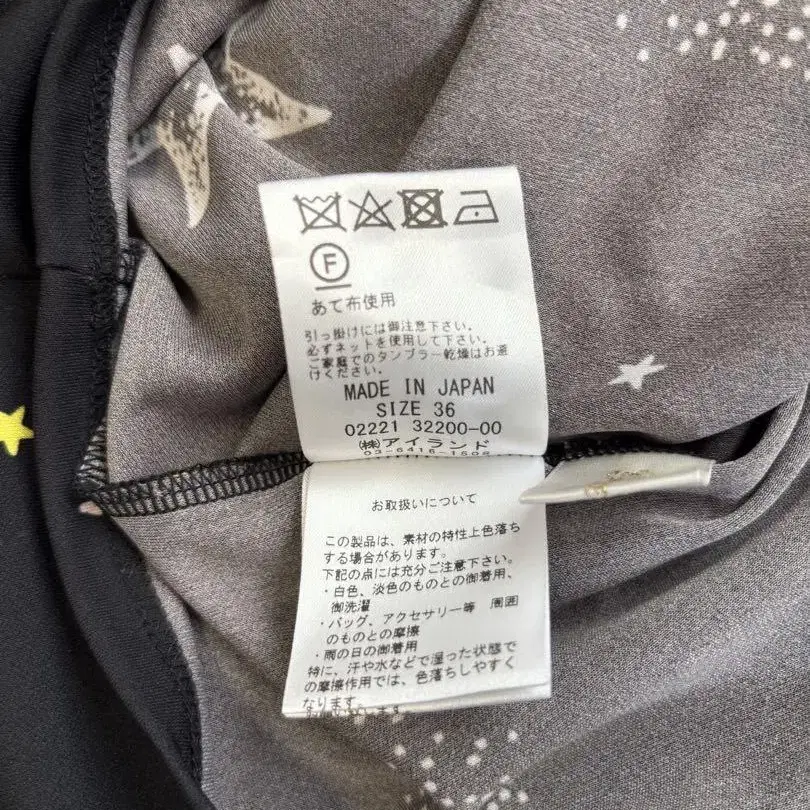 F
あて布使用
引っ掛けには御注意下さい。
必ずネットを使用して下さい。
ご家庭でのタンブラー乾燥はお避
けください。
MADE IN JAPAN
SIZE 36
02221 32200-00
(株)アイランド
03-6416-1508
お取扱いについて
この製品は、素材の特性上色落ち
する場合があります。
下記の点には充分ご注意下さい。
・白色、淡色のものとの御着用、
御洗濯
・バッグ、アクセサリー等 周囲
のものとの摩擦
・雨の日の御着用
特に、汗や水などで湿った状態で
の摩擦作用では、色落ちしやすく
なります。